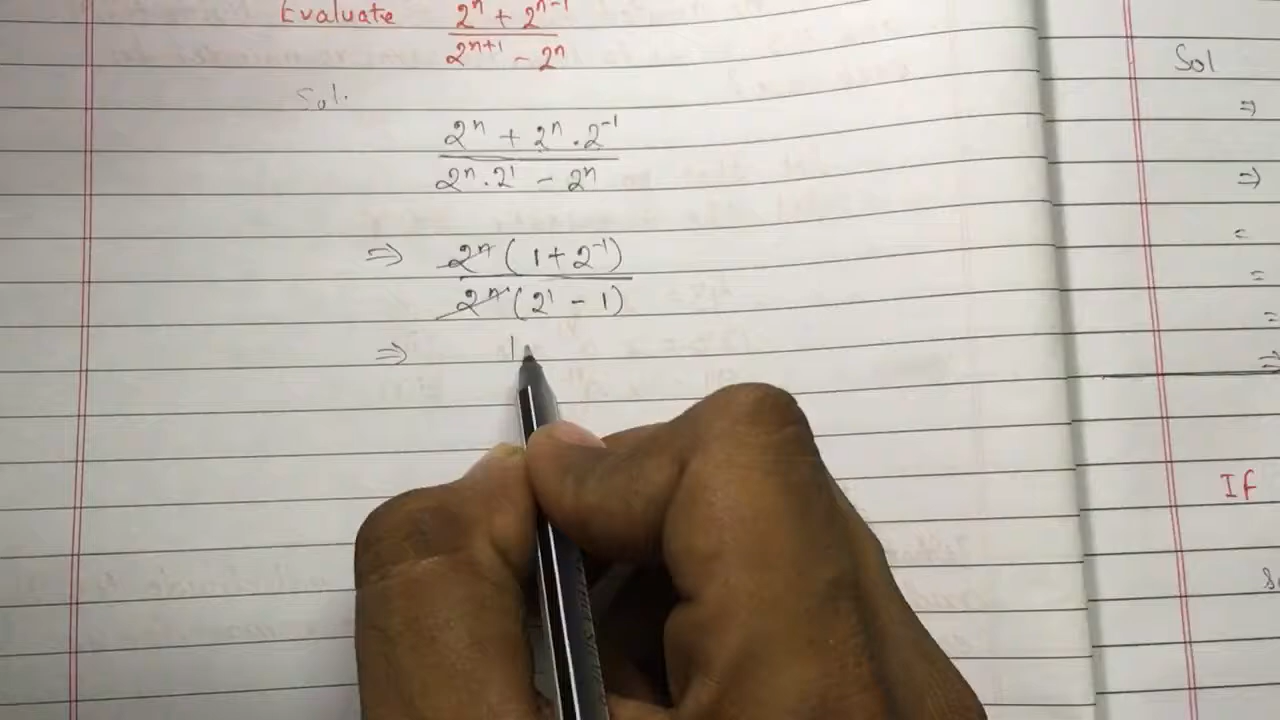 Evaluate 2ⁿ + 2ⁿ⁻¹
2ⁿ⁺¹ - 2ⁿ
Sol.
2ⁿ + 2ⁿ . 2⁻¹
2ⁿ . 2¹ - 2ⁿ
⇒ 2ⁿ ( 1 + 2⁻¹ )
2ⁿ ( 2¹ - 1 )
⇒ 1
Sol
⇒
⇒
=
=
⇒
If